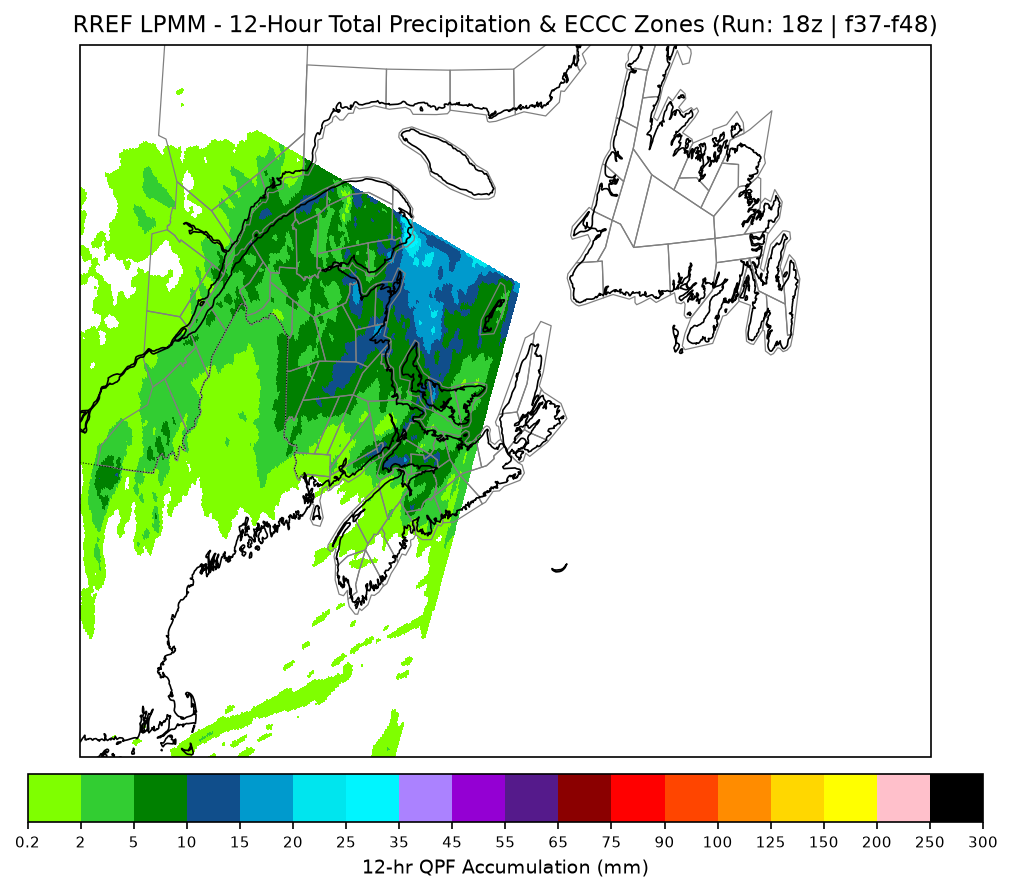 RREF LPMM - 12-Hour Total Precipitation & ECCC Zones (Run: 18z | f37-f48)
0.2 2 5 10 15 20 25 35 45 55 65 75 90 100 125 150 200 250 300
12-hr QPF Accumulation (mm)